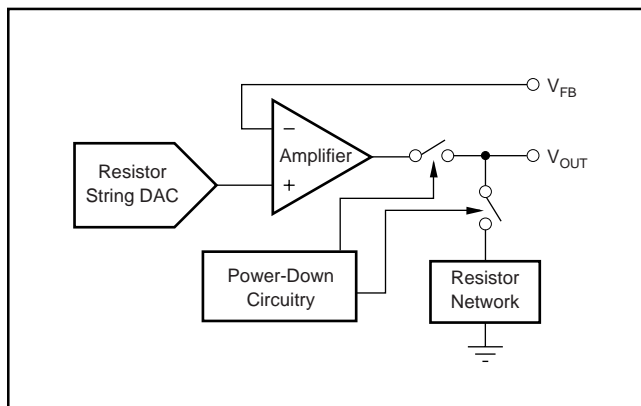 V_FB
−
Amplifier
V_OUT
Resistor
String DAC
+
Power-Down
Circuitry
Resistor
Network